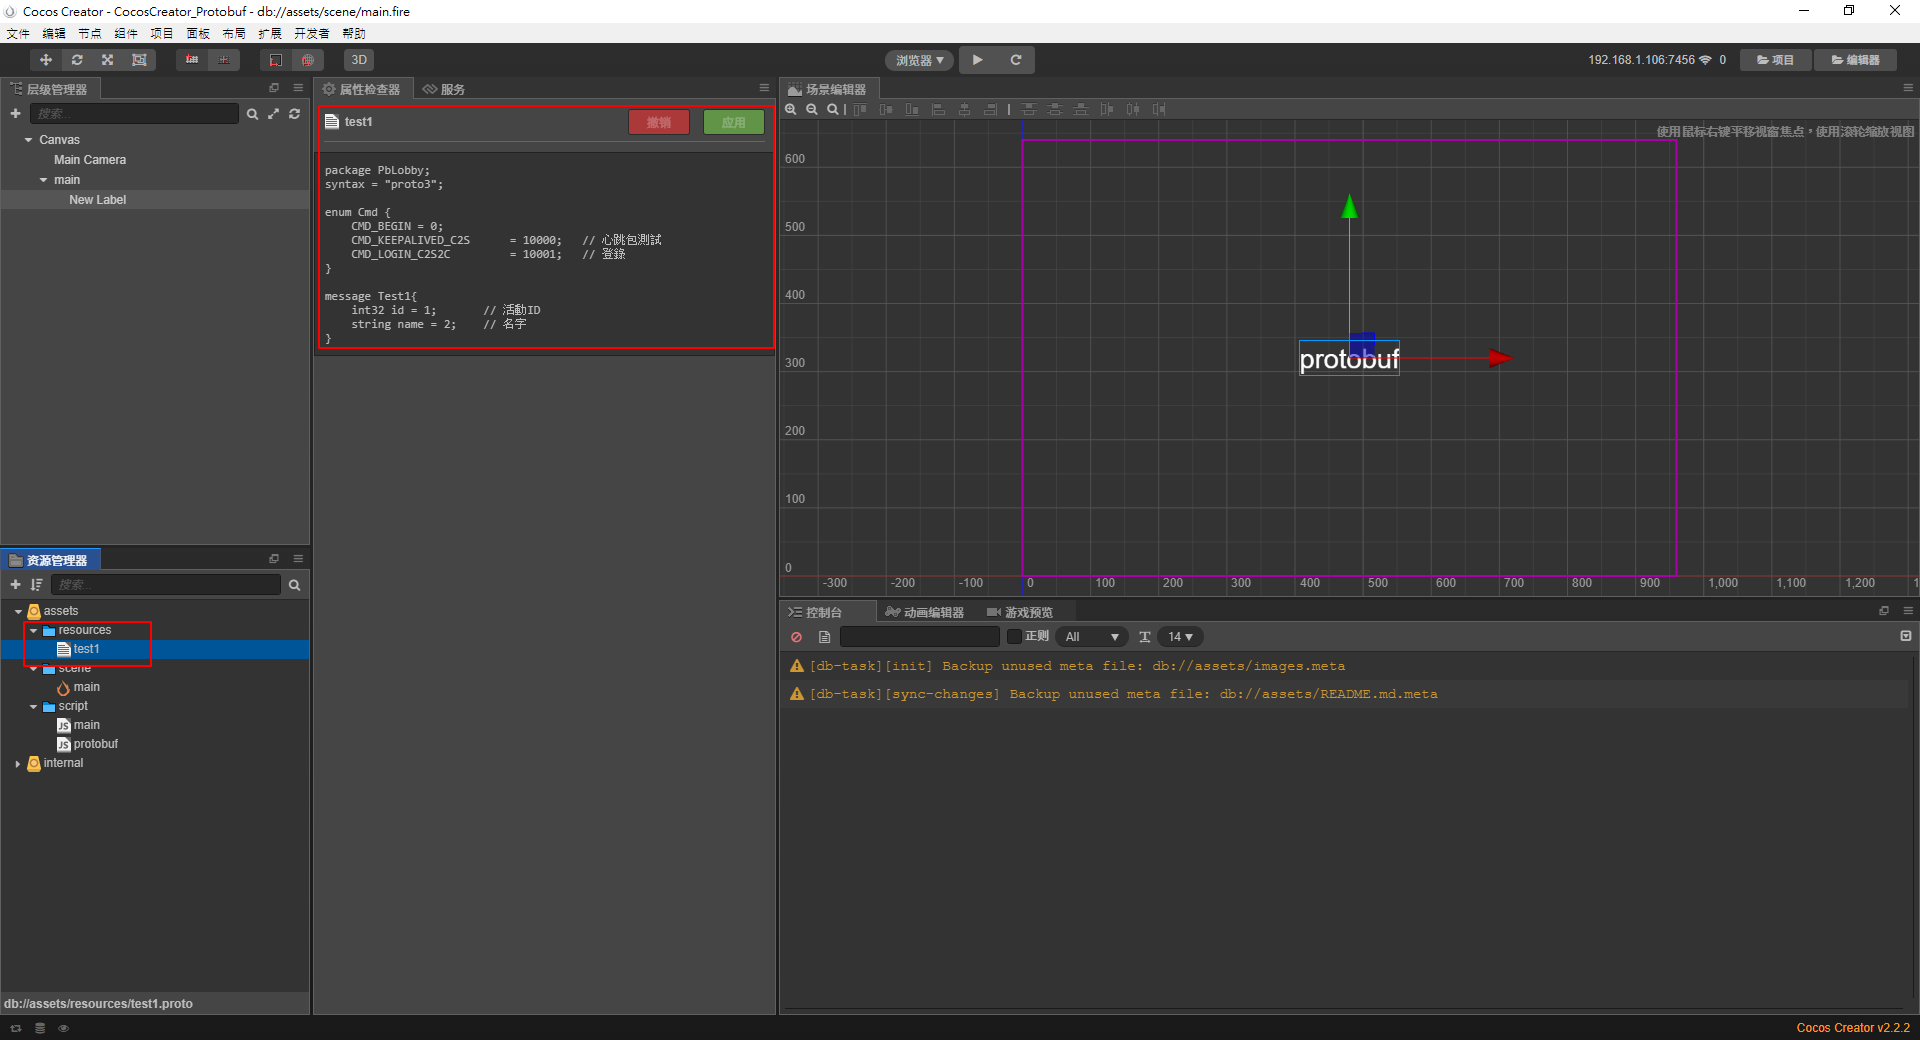 Cocos Creator - CocosCreator_Protobuf - db://assets/scene/main.fire
文件 编辑 节点 组件 项目 面板 布局 扩展 开发者 帮助
3D
浏览器
192.168.1.106:7456 0
项目
编辑器
层级管理器
搜索...
Canvas
Main Camera
main
New Label
属性检查器
服务
test1
撤销
应用
package PbLobby;
syntax = "proto3";
enum Cmd {
CMD_BEGIN = 0;
CMD_KEEPALIVED_C2S = 10000; // 心跳包測試
CMD_LOGIN_C2S2C = 10001; // 登錄
}
message Test1{
int32 id = 1; // 活動ID
string name = 2; // 名字
}
场景编辑器
使用鼠标右键平移视窗焦点，使用滚轮缩放视图
600
500
400
300
200
100
0
protobuf
-300 -200 -100 0 100 200 300 400 500 600 700 800 900 1,000 1,100 1,200 1
资源管理器
搜索...
assets
resources
test1
scene
main
script
JS main
JS protobuf
internal
db://assets/resources/test1.proto
控制台
动画编辑器
游戏预览
正则
All
14
[db-task][init] Backup unused meta file: db://assets/images.meta
[db-task][sync-changes] Backup unused meta file: db://assets/README.md.meta
Cocos Creator v2.2.2